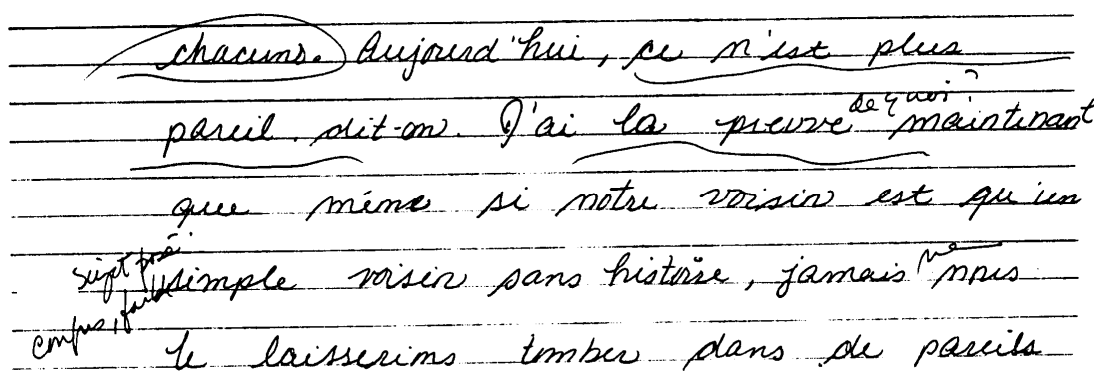 chacuns. Aujourd'hui, ce n'est plus
pareil. dit-on. J'ai la preuve de quoi? maintenant
que même si notre voisin est qu'un
sujet posé:
simple voisin sans histoire, jamais ne nous
confus,
le laisserions tomber dans de pareils